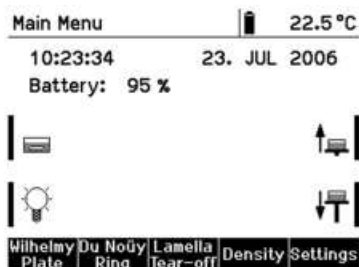 Main Menu 22.5°C
10:23:34 23. JUL 2006
Battery: 95 %
Wilhelmy Plate Du Noüy Ring Lamella Tear-off Density Settings